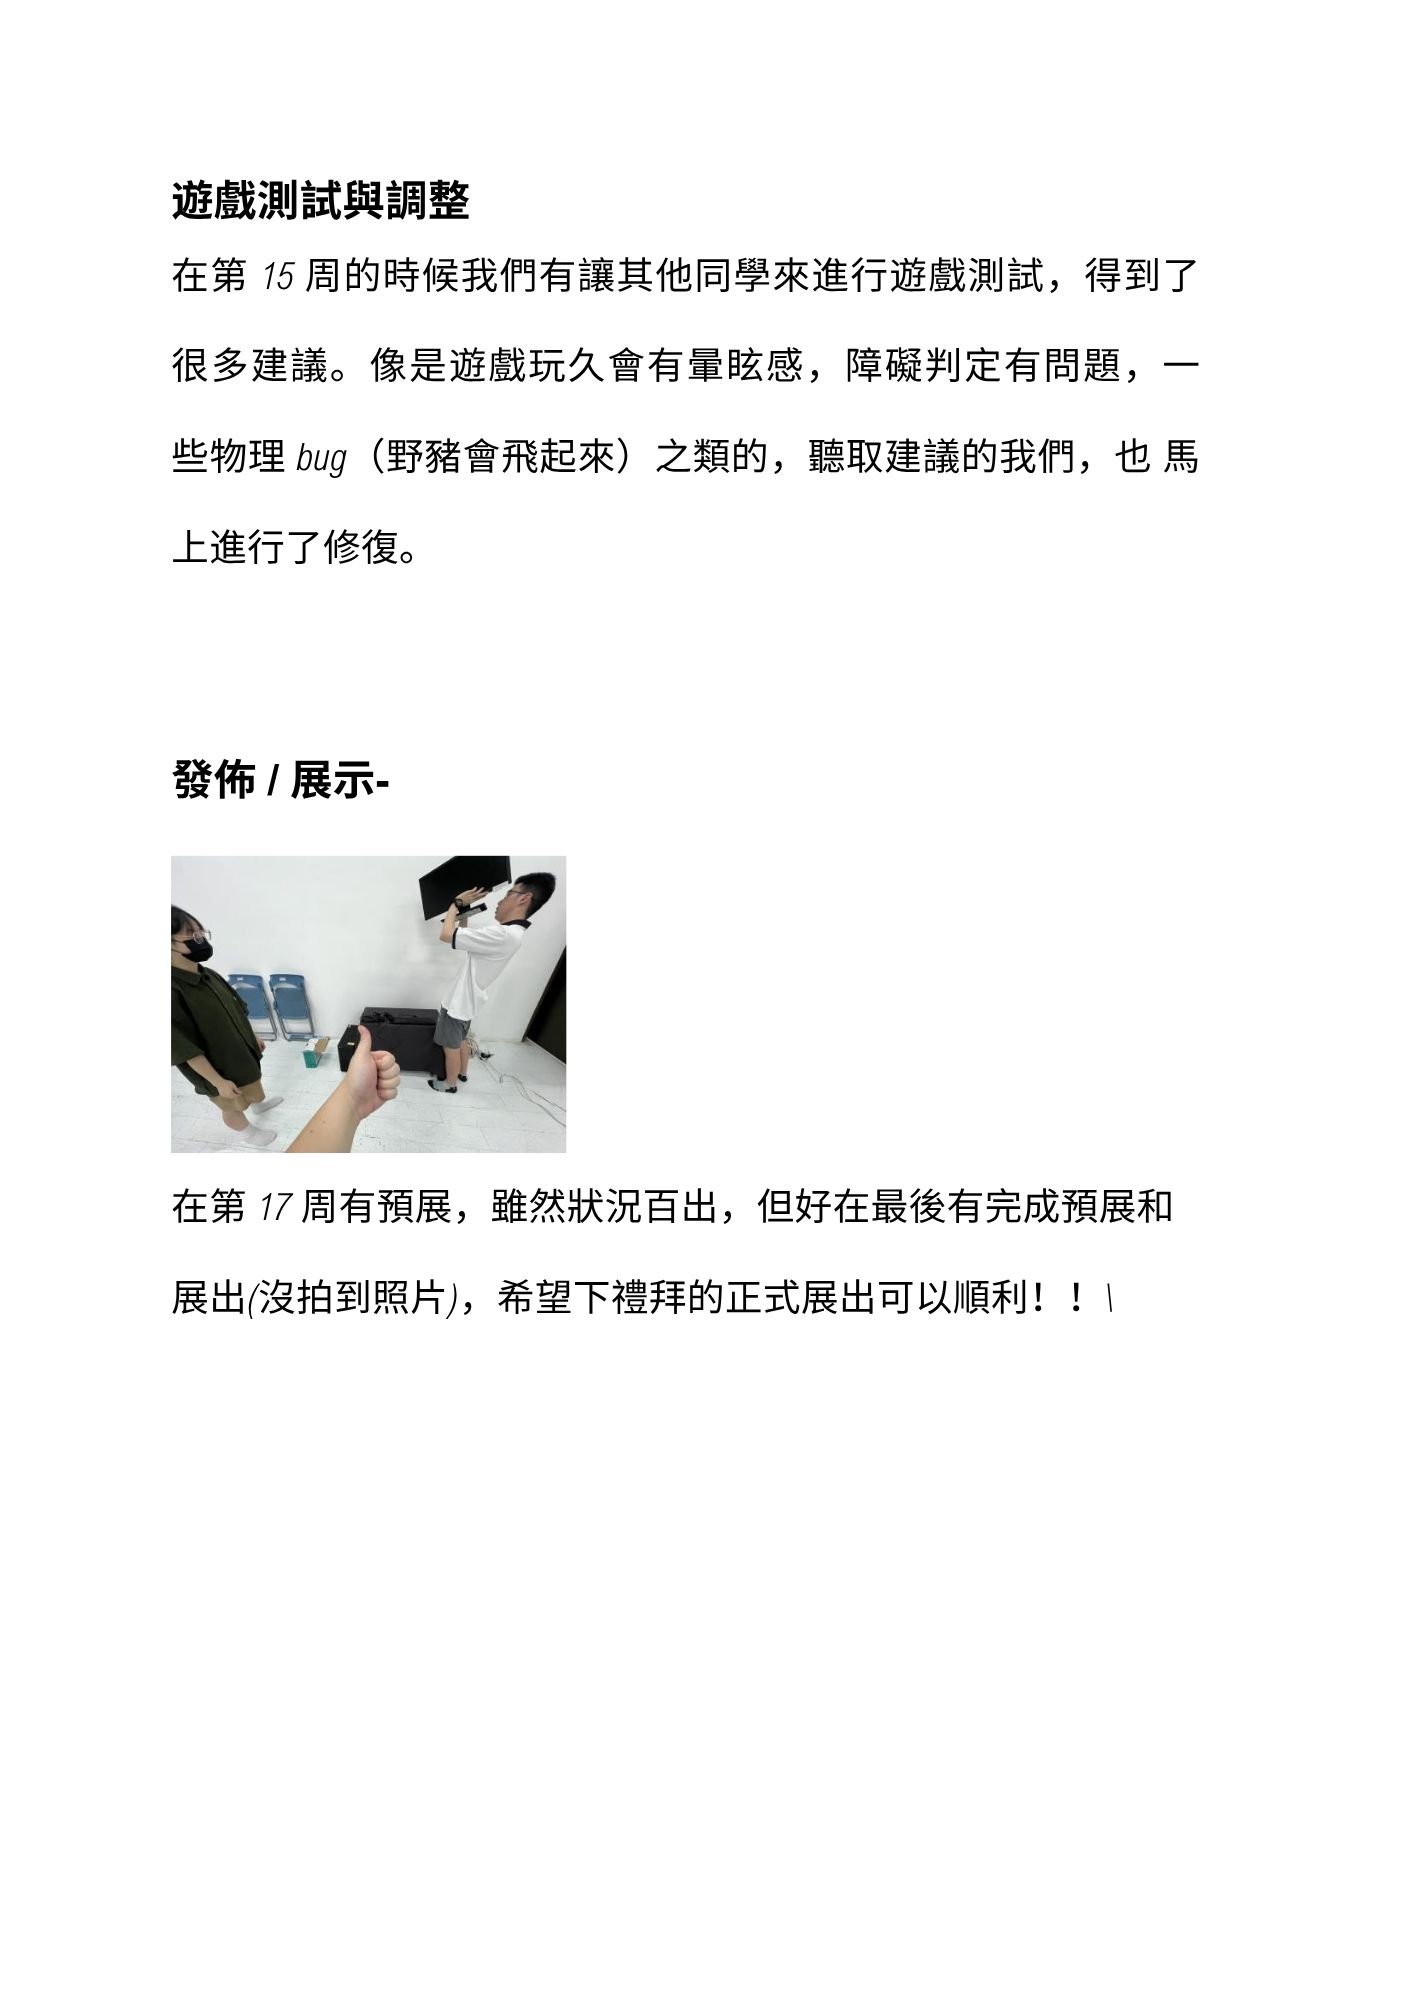 遊戲測試與調整
在第 15 周的時候我們有讓其他同學來進行遊戲測試，得到了
很多建議。像是遊戲玩久會有暈眩感，障礙判定有問題，一
些物理 bug（野豬會飛起來）之類的，聽取建議的我們，也 馬
上進行了修復。
發佈 / 展示-
在第 17 周有預展，雖然狀況百出，但好在最後有完成預展和
展出(沒拍到照片)，希望下禮拜的正式展出可以順利！！\